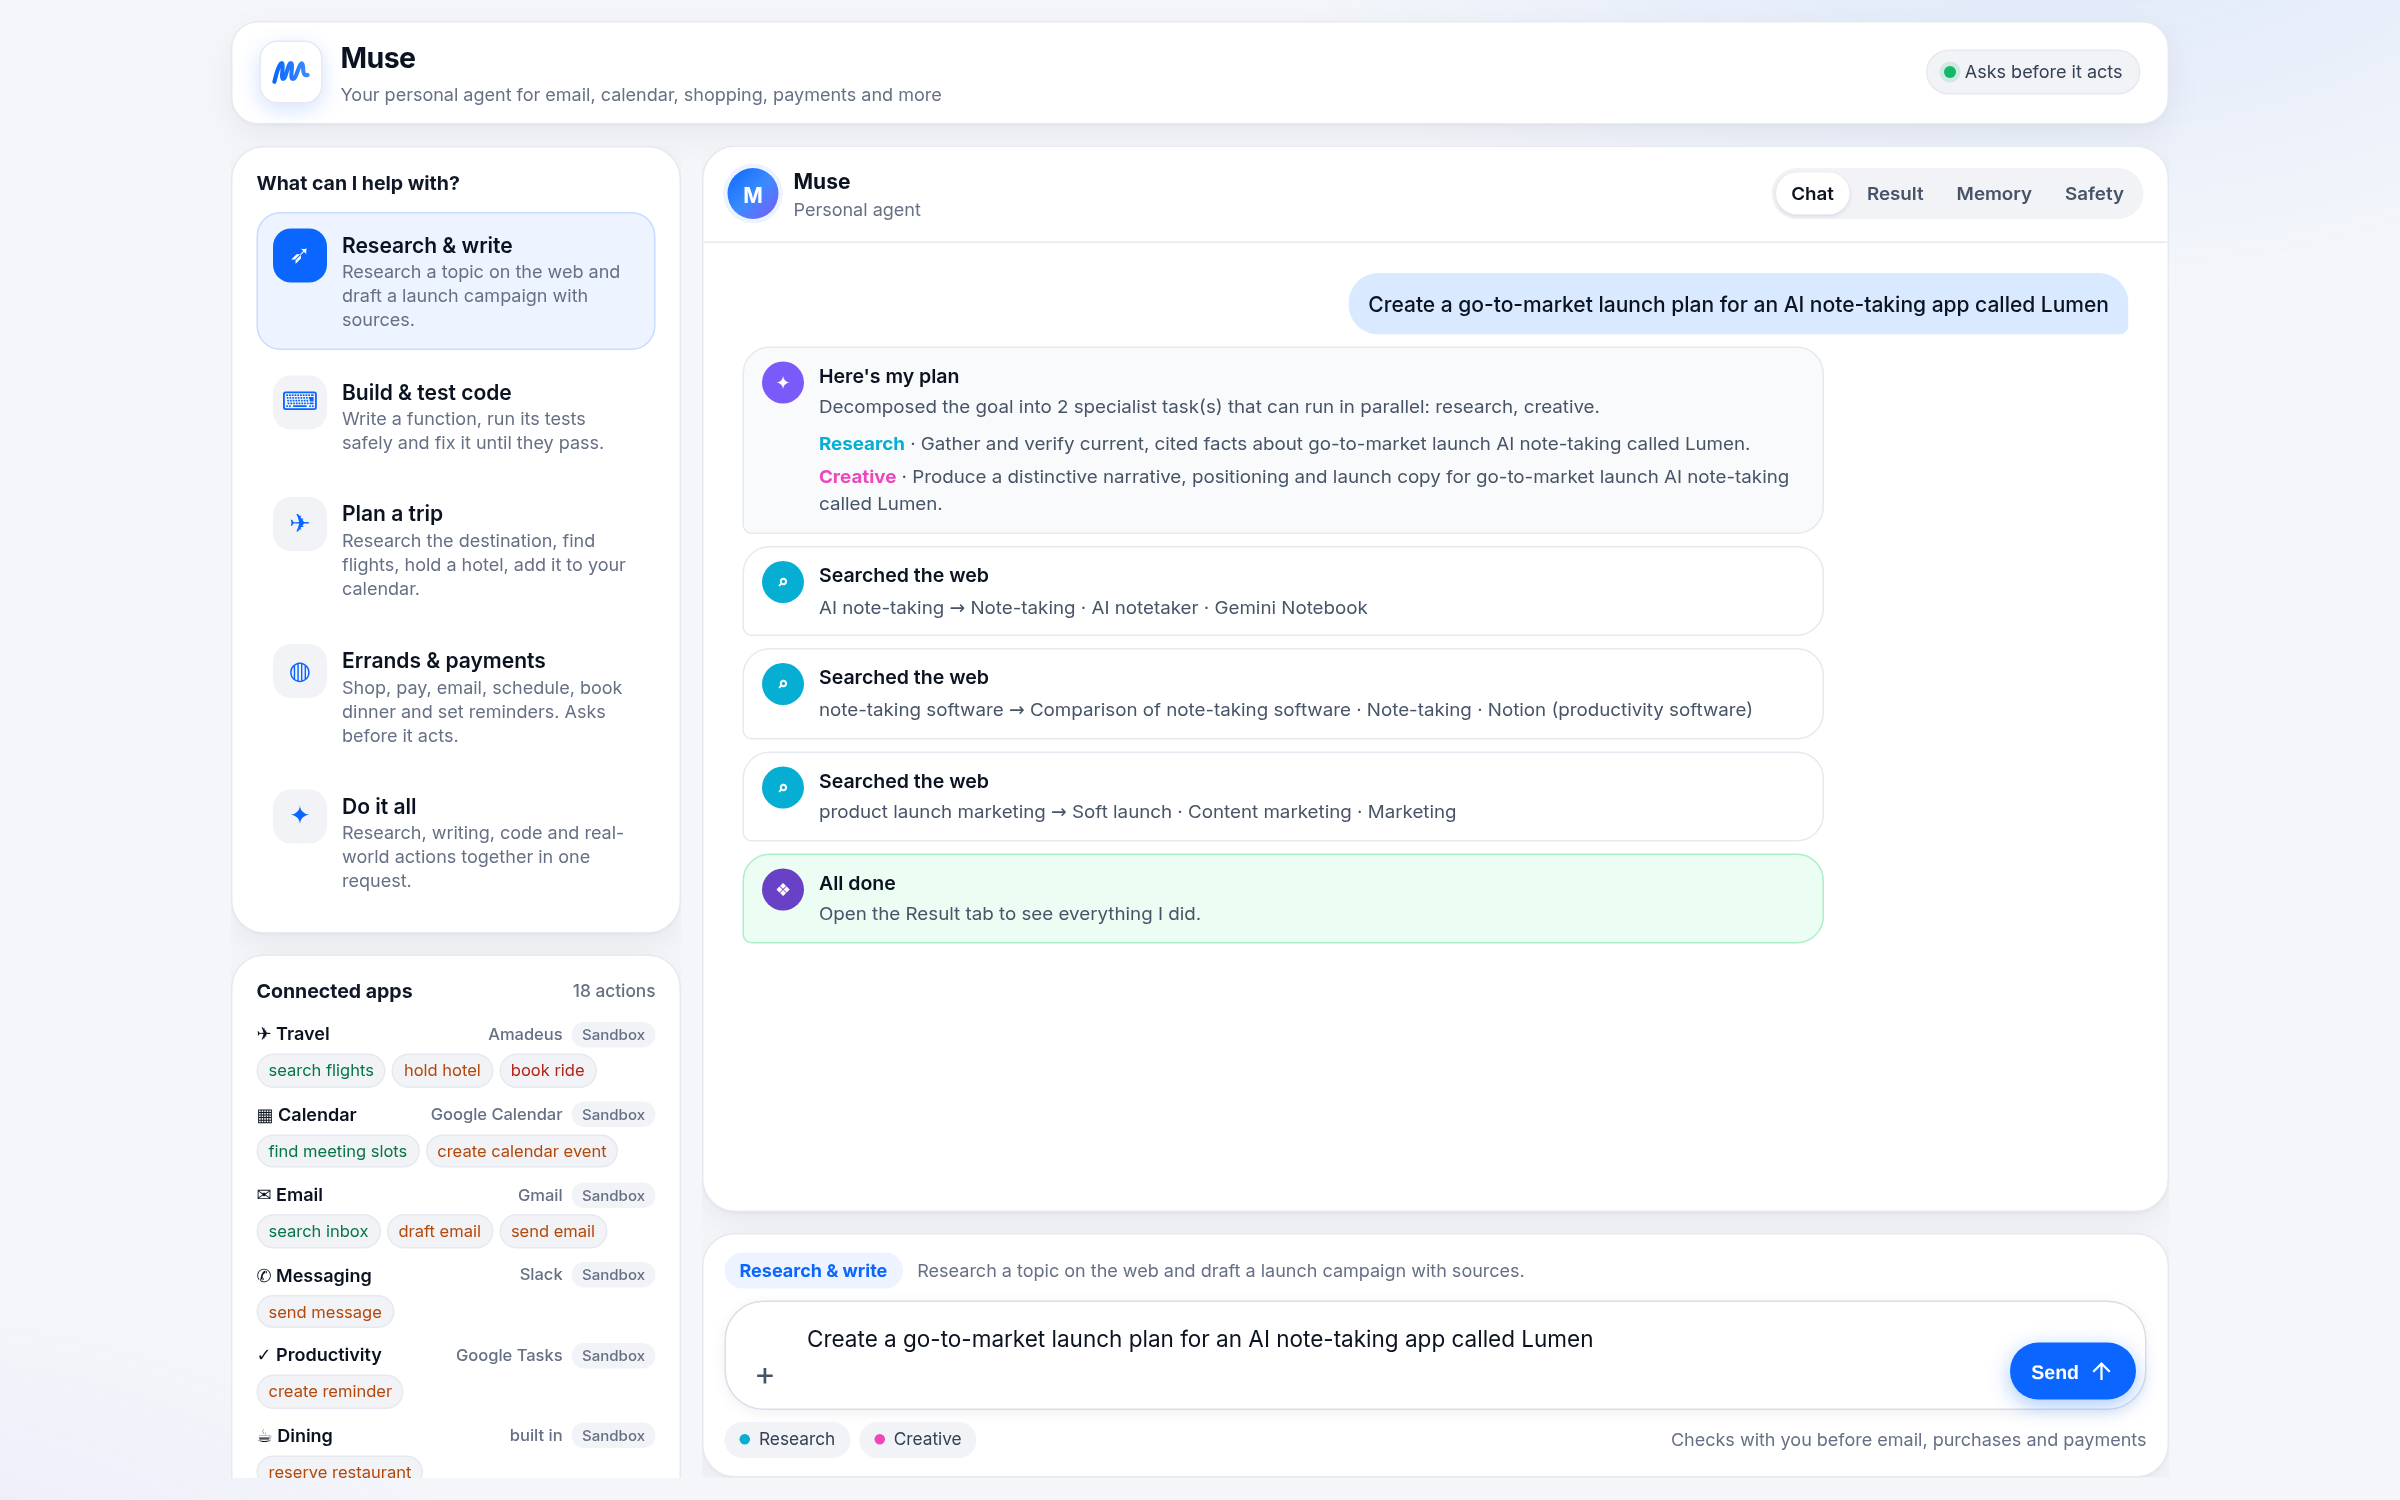 Muse
Your personal agent for email, calendar, shopping, payments and more
Asks before it acts
What can I help with?
Research & write
Research a topic on the web and
draft a launch campaign with
sources.
Build & test code
Write a function, run its tests
safely and fix it until they pass.
Plan a trip
Research the destination, find
flights, hold a hotel, add it to your
calendar.
Errands & payments
Shop, pay, email, schedule, book
dinner and set reminders. Asks
before it acts.
Do it all
Research, writing, code and real-
world actions together in one
request.
Connected apps 18 actions
Travel Amadeus Sandbox
search flights hold hotel book ride
Calendar Google Calendar Sandbox
find meeting slots create calendar event
Email Gmail Sandbox
search inbox draft email send email
Messaging Slack Sandbox
send message
Productivity Google Tasks Sandbox
create reminder
Dining built in Sandbox
reserve restaurant
M
Muse
Personal agent
Chat Result Memory Safety
Create a go-to-market launch plan for an AI note-taking app called Lumen
Here's my plan
Decomposed the goal into 2 specialist task(s) that can run in parallel: research, creative.
Research · Gather and verify current, cited facts about go-to-market launch AI note-taking called Lumen.
Creative · Produce a distinctive narrative, positioning and launch copy for go-to-market launch AI note-taking
called Lumen.
Searched the web
AI note-taking → Note-taking · AI notetaker · Gemini Notebook
Searched the web
note-taking software → Comparison of note-taking software · Note-taking · Notion (productivity software)
Searched the web
product launch marketing → Soft launch · Content marketing · Marketing
All done
Open the Result tab to see everything I did.
Research & write Research a topic on the web and draft a launch campaign with sources.
Create a go-to-market launch plan for an AI note-taking app called Lumen
+
Send ↑
Research Creative
Checks with you before email, purchases and payments